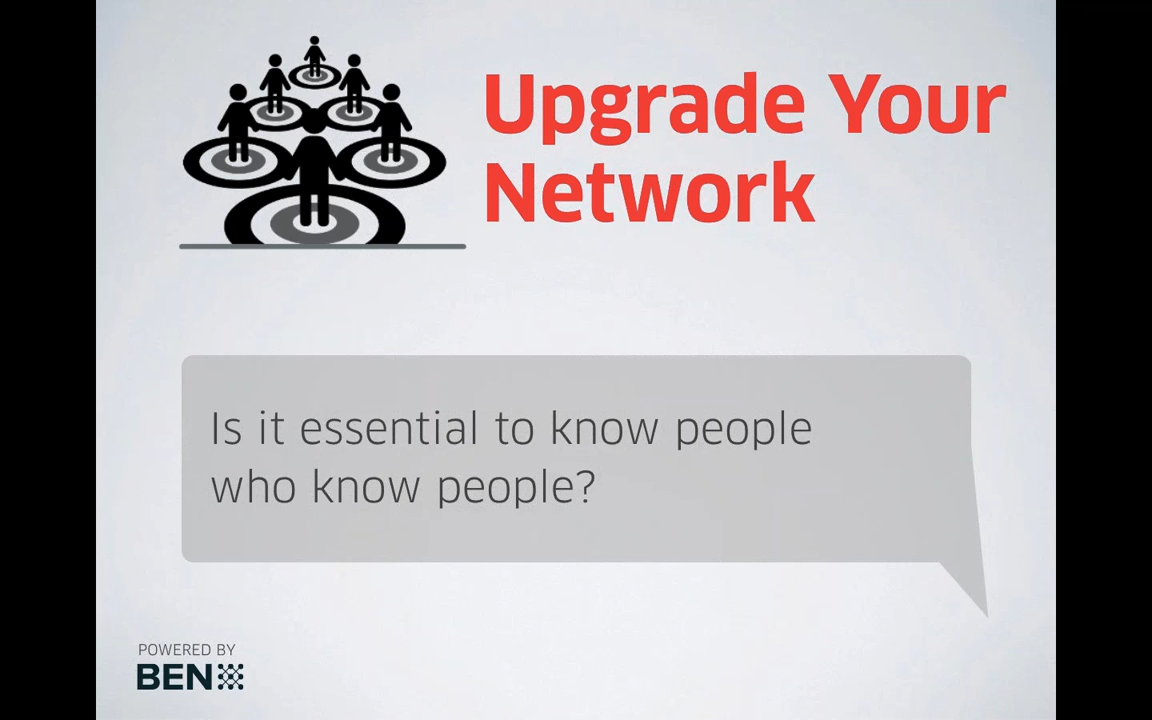 Upgrade Your
Network
Is it essential to know people
who know people?
POWERED BY
BEN